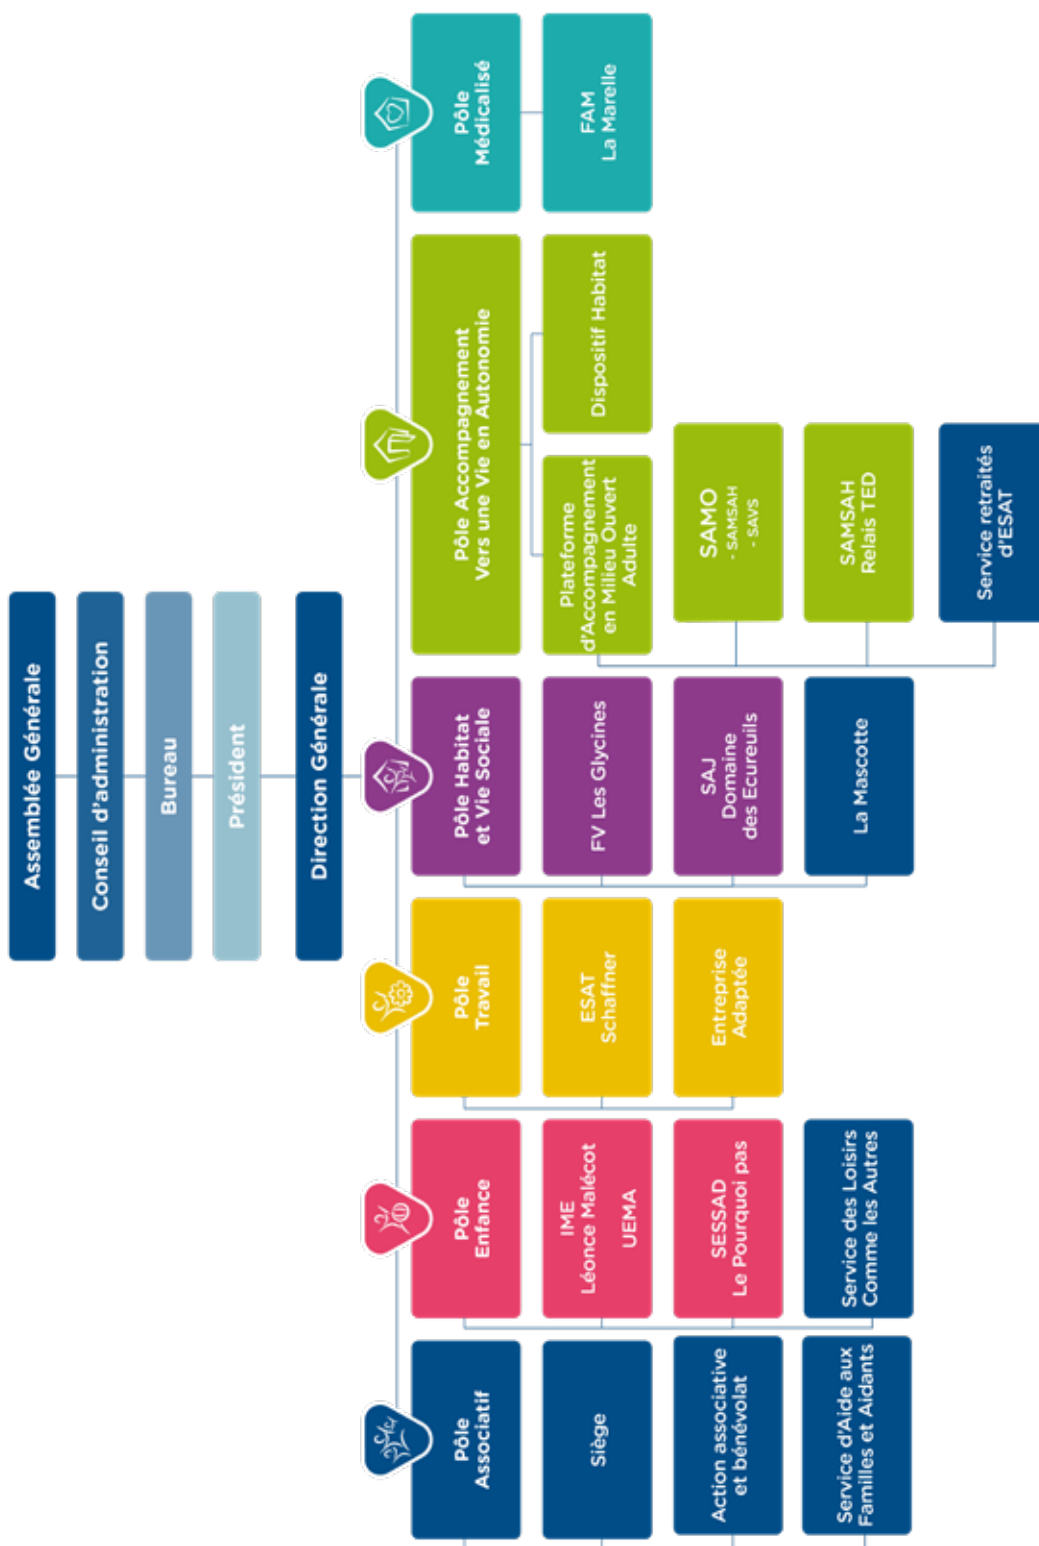 Assemblée Générale
Conseil d'administration
Bureau
Président
Direction Générale
Pôle
Associatif
Siège
Action associative
et bénévolat
Service d'Aide aux
Familles et Aidants
Pôle
Enfance
IME
Léonce Malécot
UEMA
SESSAD
Le Pourquoi pas
Service des Loisirs
Comme les Autres
Pôle
Travail
ESAT
Schaffner
Entreprise
Adaptée
Pôle Habitat
et Vie Sociale
FV Les Glycines
SAJ
Domaine
des Ecureuils
La Mascotte
Pôle Accompagnement
Vers une Vie en Autonomie
Plateforme
d'Accompagnement
en Milieu Ouvert
Adulte
Dispositif Habitat
SAMO
- SAMSAH
- SAVS
SAMSAH
Relais TED
Service retraités
d'ESAT
Pôle
Médicalisé
FAM
La Marelle